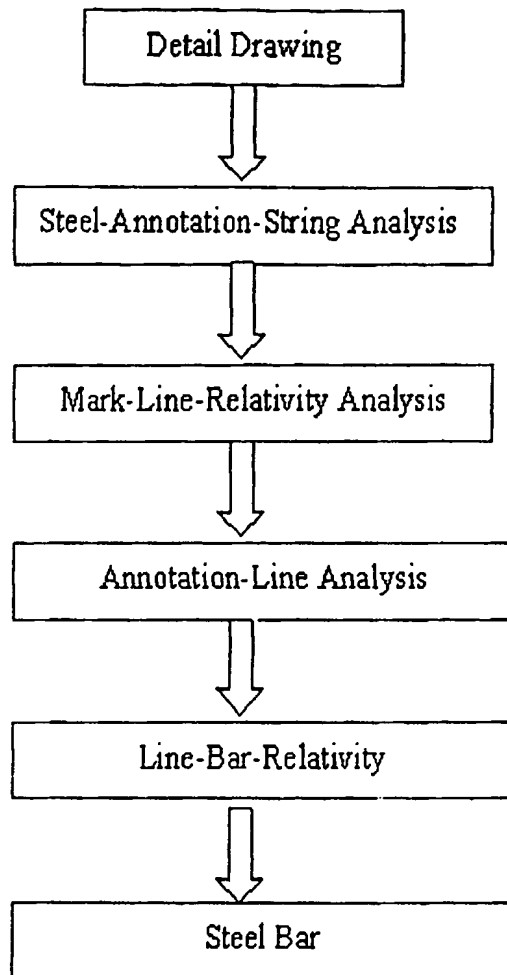 Detail Drawing
Steel-Annotation-String Analysis
Mark-Line-Relativity Analysis
Annotation-Line Analysis
Line-Bar-Relativity
Steel Bar